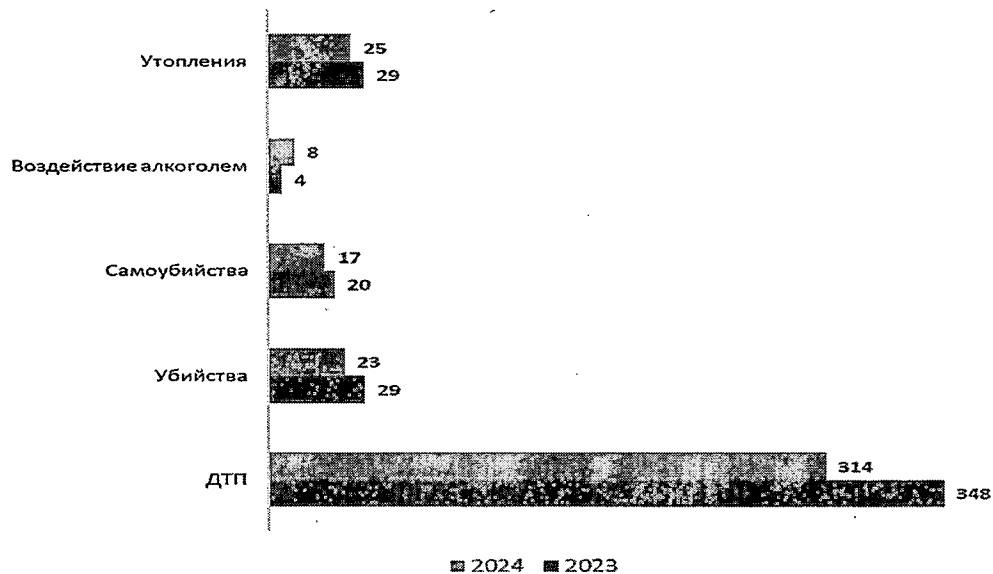 Утопления
25
29
Воздействие алкоголем
8
4
Самоубийства
17
20
Убийства
23
29
ДТП
314
348
2024 2023